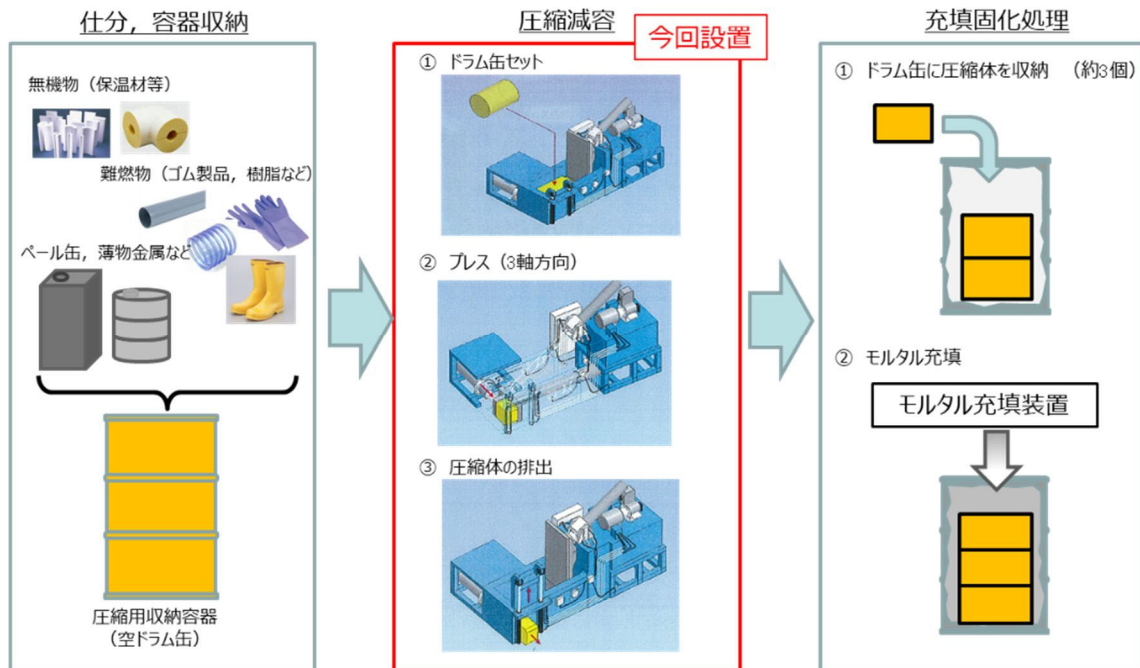 仕分，容器収納
無機物（保温材等）
難燃物（ゴム製品，樹脂など）
ペール缶，薄物金属など
圧縮用収納容器
（空ドラム缶）
圧縮減容
今回設置
① ドラム缶セット
② プレス（3軸方向）
③ 圧縮体の排出
充填固化処理
① ドラム缶に圧縮体を収納　（約3個）
② モルタル充填
モルタル充填装置